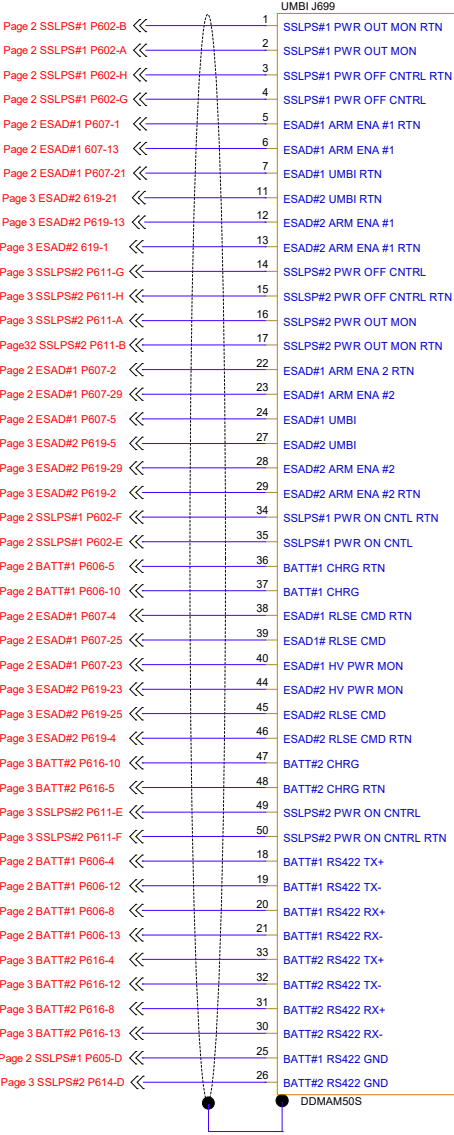 UMBI J699
Page 2 SSLPS#1 P602-B 1 SSLPS#1 PWR OUT MON RTN
Page 2 SSLPS#1 P602-A 2 SSLPS#1 PWR OUT MON
Page 2 SSLPS#1 P602-H 3 SSLPS#1 PWR OFF CNTRL RTN
Page 2 SSLPS#1 P602-G 4 SSLPS#1 PWR OFF CNTRL
Page 2 ESAD#1 P607-1 5 ESAD#1 ARM ENA #1 RTN
Page 2 ESAD#1 607-13 6 ESAD#1 ARM ENA #1
Page 2 ESAD#1 P607-21 7 ESAD#1 UMBI RTN
Page 3 ESAD#2 619-21 11 ESAD#2 UMBI RTN
Page 3 ESAD#2 P619-13 12 ESAD#2 ARM ENA #1
Page 3 ESAD#2 619-1 13 ESAD#2 ARM ENA #1 RTN
Page 3 SSLPS#2 P611-G 14 SSLPS#2 PWR OFF CNTRL
Page 3 SSLPS#2 P611-H 15 SSLSP#2 PWR OFF CNTRL RTN
Page 3 SSLPS#2 P611-A 16 SSLPS#2 PWR OUT MON
Page32 SSLPS#2 P611-B 17 SSLPS#2 PWR OUT MON RTN
Page 2 ESAD#1 P607-2 22 ESAD#1 ARM ENA 2 RTN
Page 2 ESAD#1 P607-29 23 ESAD#1 ARM ENA #2
Page 2 ESAD#1 P607-5 24 ESAD#1 UMBI
Page 3 ESAD#2 P619-5 27 ESAD#2 UMBI
Page 3 ESAD#2 P619-29 28 ESAD#2 ARM ENA #2
Page 3 ESAD#2 P619-2 29 ESAD#2 ARM ENA #2 RTN
Page 2 SSLPS#1 P602-F 34 SSLPS#1 PWR ON CNTL RTN
Page 2 SSLPS#1 P602-E 35 SSLPS#1 PWR ON CNTL
Page 2 BATT#1 P606-5 36 BATT#1 CHRG RTN
Page 2 BATT#1 P606-10 37 BATT#1 CHRG
Page 2 ESAD#1 P607-4 38 ESAD#1 RLSE CMD RTN
Page 2 ESAD#1 P607-25 39 ESAD1# RLSE CMD
Page 2 ESAD#1 P607-23 40 ESAD#1 HV PWR MON
Page 3 ESAD#2 P619-23 44 ESAD#2 HV PWR MON
Page 3 ESAD#2 P619-25 45 ESAD#2 RLSE CMD
Page 3 ESAD#2 P619-4 46 ESAD#2 RLSE CMD RTN
Page 3 BATT#2 P616-10 47 BATT#2 CHRG
Page 3 BATT#2 P616-5 48 BATT#2 CHRG RTN
Page 3 SSLPS#2 P611-E 49 SSLPS#2 PWR ON CNTRL
Page 3 SSLPS#2 P611-F 50 SSLPS#2 PWR ON CNTRL RTN
Page 2 BATT#1 P606-4 18 BATT#1 RS422 TX+
Page 2 BATT#1 P606-12 19 BATT#1 RS422 TX-
Page 2 BATT#1 P606-8 20 BATT#1 RS422 RX+
Page 2 BATT#1 P606-13 21 BATT#1 RS422 RX-
Page 3 BATT#2 P616-4 33 BATT#2 RS422 TX+
Page 3 BATT#2 P616-12 32 BATT#2 RS422 TX-
Page 3 BATT#2 P616-8 31 BATT#2 RS422 RX+
Page 3 BATT#2 P616-13 30 BATT#2 RS422 RX-
Page 2 SSLPS#1 P605-D 25 BATT#1 RS422 GND
Page 3 SSLPS#2 P614-D 26 BATT#2 RS422 GND
DDMAM50S